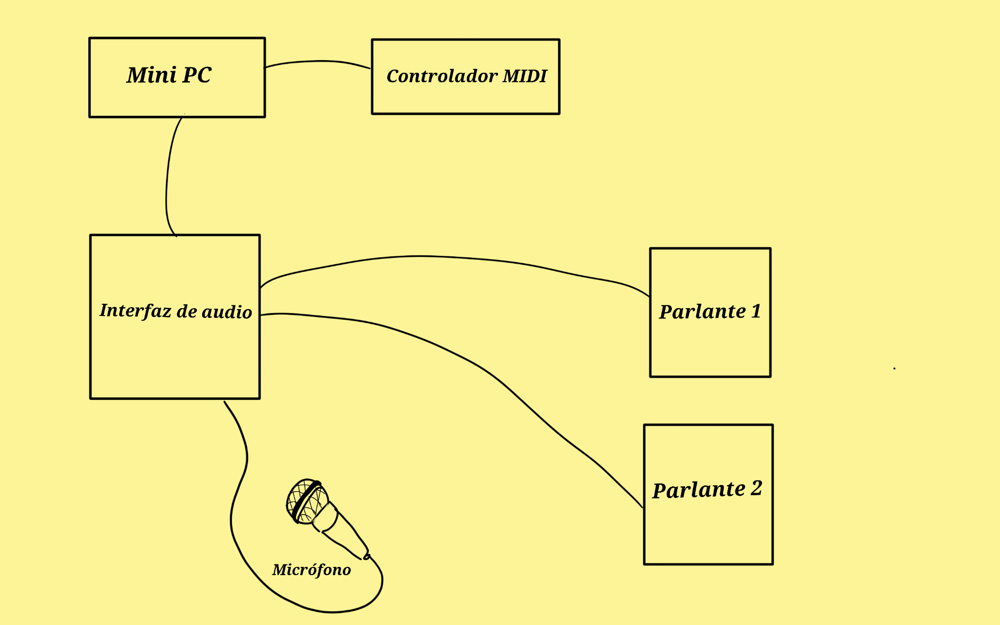 Mini PC
Controlador MIDI
Interfaz de audio
Parlante 1
Parlante 2
Micrófono